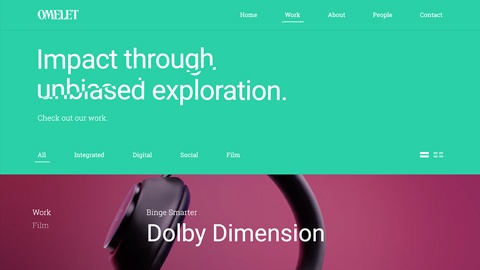 OMELET
Home Work About People Contact
Impact through
unbiased exploration.
Check out our work.
All Integrated Digital Social Film
Work
Film
Binge Smarter
Dolby Dimension